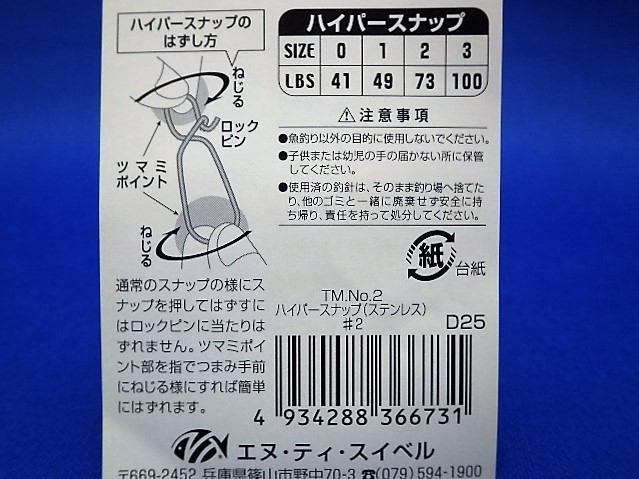 ハイパースナップの
はずし方
ねじる
ロック
ピン
ツマミ
ポイント
ねじる
通常のスナップの様にス
ナップを押してはずすに
はロックピンに当たりは
ずれません。ツマミポイ
ント部を指でつまみ手前
にねじる様にすれば簡単
にはずれます。
ハイパースナップ
SIZE 0 1 2 3
LBS 41 49 73 100
⚠注意事項
●魚釣り以外の目的に使用しないでください。
●子供または幼児の手の届かない所に保管
してください。
●使用済の釣針は、そのまま釣り場へ捨てた
り、他のゴミと一緒に廃棄せず安全に持
ち帰り、責任を持って処分してください。
紙 台紙
TM.No.2
ハイパースナップ(ステンレス)
#2 D25
4 934288 366731
エヌ・ティ・スイベル
〒669-2452 兵庫県篠山市野中70-3 ☎(079)594-1900